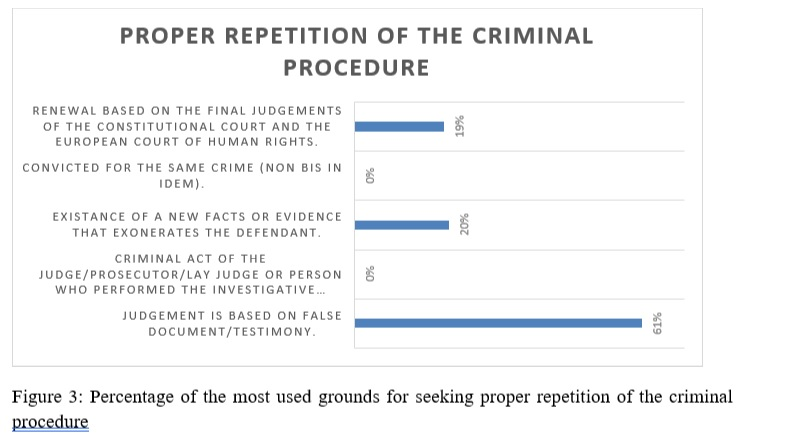 PROPER REPETITION OF THE CRIMINAL
PROCEDURE
RENEWAL BASED ON THE FINAL JUDGEMENTS
OF THE CONSTITUTIONAL COURT AND THE
EUROPEAN COURT OF HUMAN RIGHTS.
19%
CONVICTED FOR THE SAME CRIME (NON BIS IN
IDEM).
0%
EXISTANCE OF A NEW FACTS OR EVIDENCE
THAT EXONERATES THE DEFENDANT.
20%
CRIMINAL ACT OF THE
JUDGE/PROSECUTOR/LAY JUDGE OR PERSON
WHO PERFORMED THE INVESTIGATIVE…
0%
JUDGEMENT IS BASED ON FALSE
DOCUMENT/TESTIMONY.
61%
Figure 3: Percentage of the most used grounds for seeking proper repetition of the criminal
procedure